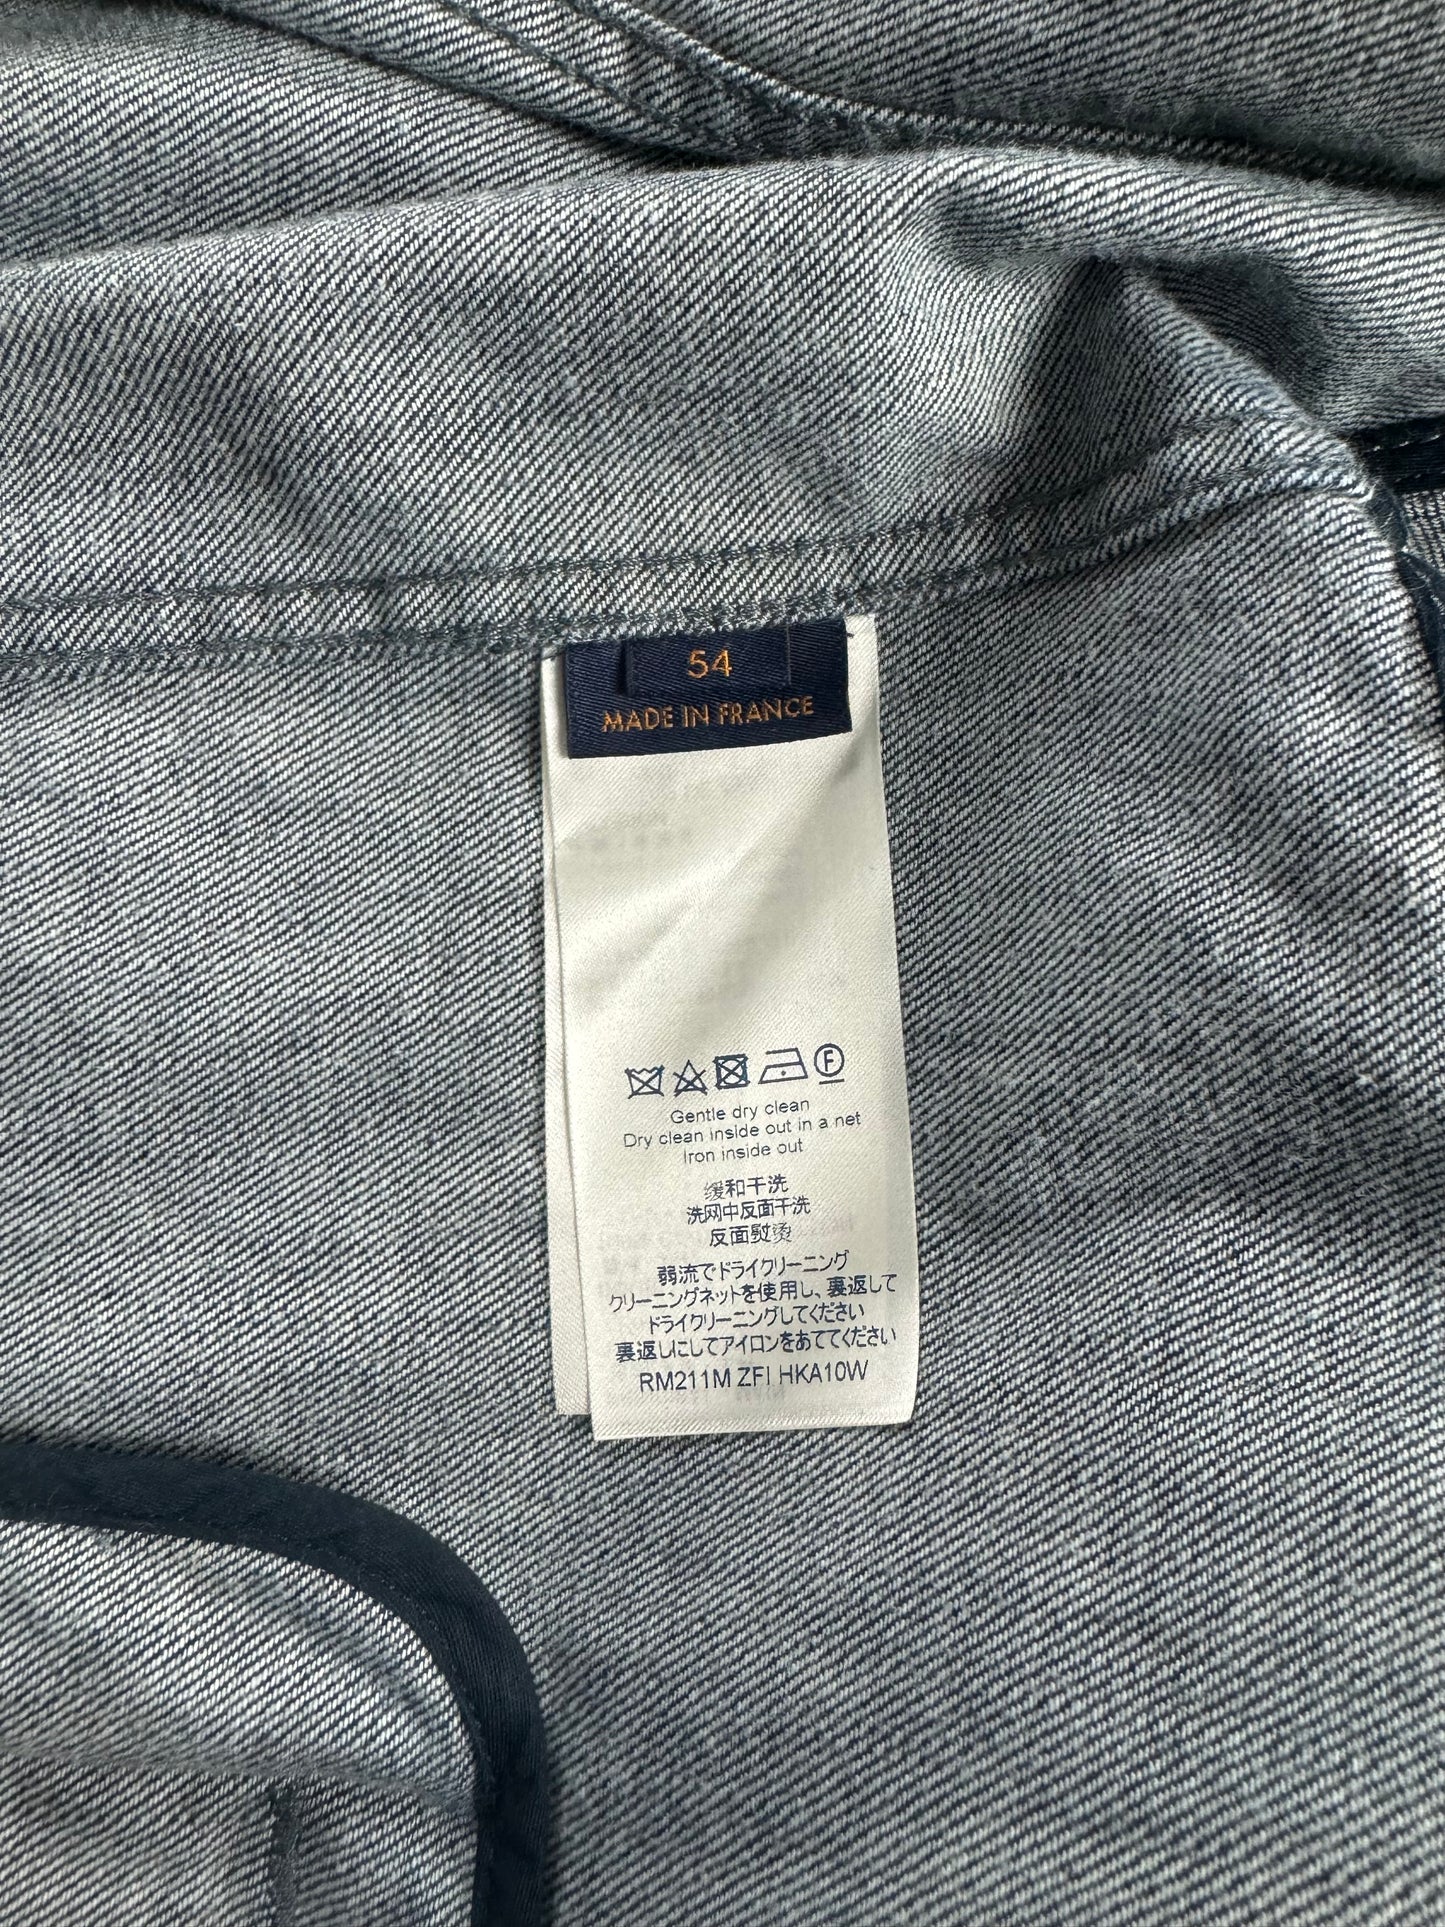 54
MADE IN FRANCE
F
Gentle dry clean
Dry clean inside out in a net
Iron inside out
缓和干洗
洗网中反面干洗
反面熨烫
弱流でドライクリーニング
クリーニングネットを使用し、裏返して
ドライクリーニングしてください
裏返しにしてアイロンをあててください
RM211M ZFI HKA10W